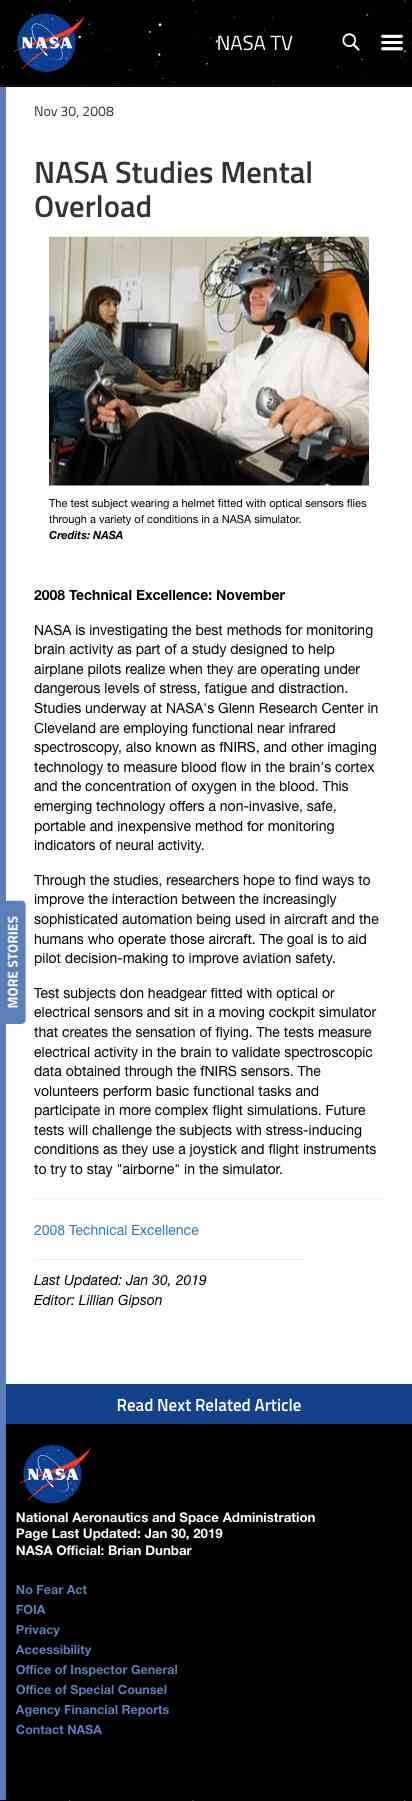 NASA
NASA TV
Nov 30, 2008
NASA Studies Mental
Overload
The test subject wearing a helmet fitted with optical sensors flies
through a variety of conditions in a NASA simulator.
Credits: NASA
2008 Technical Excellence: November
NASA is investigating the best methods for monitoring
brain activity as part of a study designed to help
airplane pilots realize when they are operating under
dangerous levels of stress, fatigue and distraction.
Studies underway at NASA's Glenn Research Center in
Cleveland are employing functional near infrared
spectroscopy, also known as fNIRS, and other imaging
technology to measure blood flow in the brain's cortex
and the concentration of oxygen in the blood. This
emerging technology offers a non-invasive, safe,
portable and inexpensive method for monitoring
indicators of neural activity.
Through the studies, researchers hope to find ways to
improve the interaction between the increasingly
sophisticated automation being used in aircraft and the
humans who operate those aircraft. The goal is to aid
pilot decision-making to improve aviation safety.
MORE STORIES
Test subjects don headgear fitted with optical or
electrical sensors and sit in a moving cockpit simulator
that creates the sensation of flying. The tests measure
electrical activity in the brain to validate spectroscopic
data obtained through the fNIRS sensors. The
volunteers perform basic functional tasks and
participate in more complex flight simulations. Future
tests will challenge the subjects with stress-inducing
conditions as they use a joystick and flight instruments
to try to stay "airborne" in the simulator.
2008 Technical Excellence
Last Updated: Jan 30, 2019
Editor: Lillian Gipson
Read Next Related Article
NASA
National Aeronautics and Space Administration
Page Last Updated: Jan 30, 2019
NASA Official: Brian Dunbar
No Fear Act
FOIA
Privacy
Accessibility
Office of Inspector General
Office of Special Counsel
Agency Financial Reports
Contact NASA